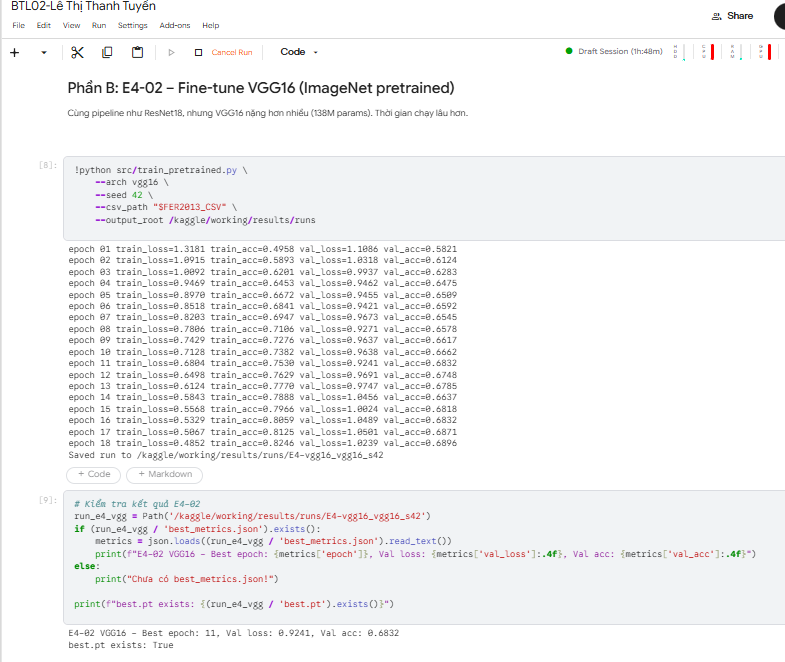 BTL02-Lê Thị Thanh Tuyến
File Edit View Run Settings Add-ons Help
Share
Cancel Run
Code
Draft Session (1h:48m)
Phần B: E4-02 – Fine-tune VGG16 (ImageNet pretrained)
Cùng pipeline như ResNet18, nhưng VGG16 nặng hơn nhiều (138M params). Thời gian chạy lâu hơn.
[8]:
!python src/train_pretrained.py \
--arch vgg16 \
--seed 42 \
--csv_path "$FER2013_CSV" \
--output_root /kaggle/working/results/runs
epoch 01 train_loss=1.3181 train_acc=0.4958 val_loss=1.1086 val_acc=0.5821
epoch 02 train_loss=1.0915 train_acc=0.5893 val_loss=1.0318 val_acc=0.6124
epoch 03 train_loss=1.0092 train_acc=0.6201 val_loss=0.9937 val_acc=0.6283
epoch 04 train_loss=0.9469 train_acc=0.6453 val_loss=0.9462 val_acc=0.6475
epoch 05 train_loss=0.8970 train_acc=0.6672 val_loss=0.9455 val_acc=0.6509
epoch 06 train_loss=0.8518 train_acc=0.6841 val_loss=0.9421 val_acc=0.6592
epoch 07 train_loss=0.8203 train_acc=0.6947 val_loss=0.9673 val_acc=0.6545
epoch 08 train_loss=0.7806 train_acc=0.7106 val_loss=0.9271 val_acc=0.6578
epoch 09 train_loss=0.7429 train_acc=0.7276 val_loss=0.9637 val_acc=0.6617
epoch 10 train_loss=0.7128 train_acc=0.7382 val_loss=0.9638 val_acc=0.6662
epoch 11 train_loss=0.6804 train_acc=0.7530 val_loss=0.9241 val_acc=0.6832
epoch 12 train_loss=0.6498 train_acc=0.7629 val_loss=0.9691 val_acc=0.6748
epoch 13 train_loss=0.6124 train_acc=0.7770 val_loss=0.9747 val_acc=0.6785
epoch 14 train_loss=0.5843 train_acc=0.7888 val_loss=1.0456 val_acc=0.6637
epoch 15 train_loss=0.5568 train_acc=0.7966 val_loss=1.0024 val_acc=0.6818
epoch 16 train_loss=0.5329 train_acc=0.8059 val_loss=1.0489 val_acc=0.6832
epoch 17 train_loss=0.5067 train_acc=0.8125 val_loss=1.0501 val_acc=0.6871
epoch 18 train_loss=0.4852 train_acc=0.8246 val_loss=1.0239 val_acc=0.6896
Saved run to /kaggle/working/results/runs/E4-vgg16_vgg16_s42
+ Code + Markdown
[9]:
# Kiểm tra kết quả E4-02
run_e4_vgg = Path('/kaggle/working/results/runs/E4-vgg16_vgg16_s42')
if (run_e4_vgg / 'best_metrics.json').exists():
metrics = json.loads((run_e4_vgg / 'best_metrics.json').read_text())
print(f"E4-02 VGG16 - Best epoch: {metrics['epoch']}, Val loss: {metrics['val_loss']:.4f}, Val acc: {metrics['val_acc']:.4f}")
else:
print("Chưa có best_metrics.json!")
print(f"best.pt exists: {(run_e4_vgg / 'best.pt').exists()}")
E4-02 VGG16 - Best epoch: 11, Val loss: 0.9241, Val acc: 0.6832
best.pt exists: True